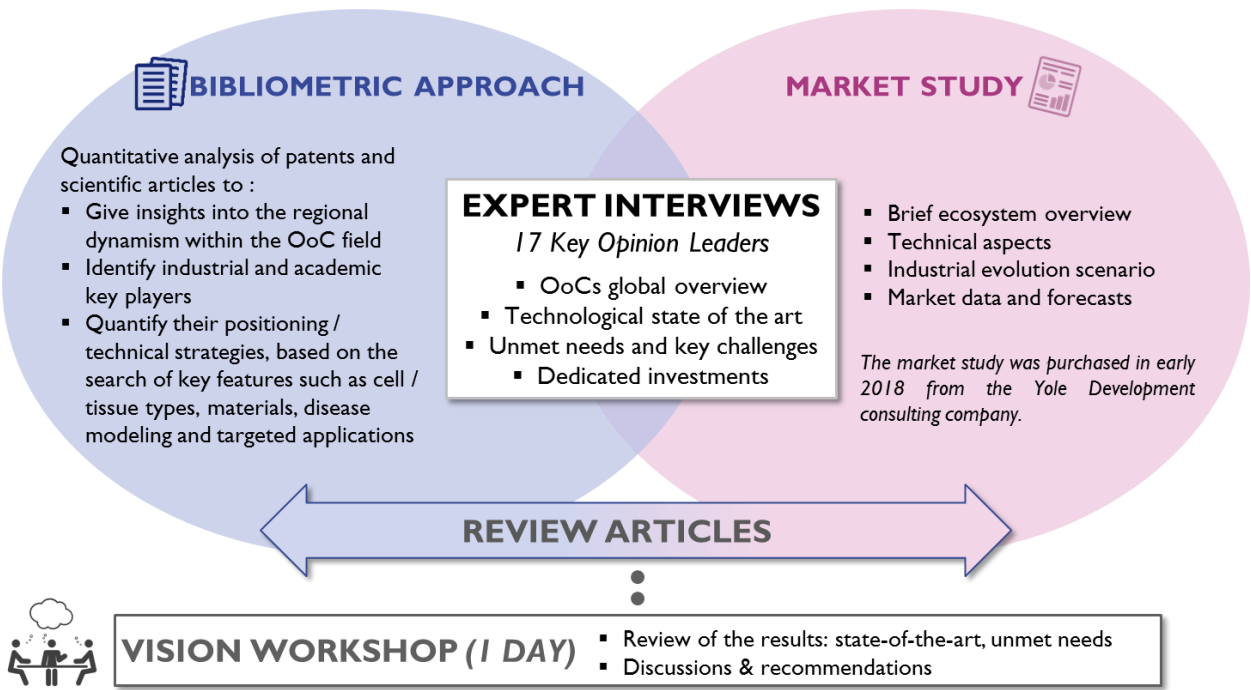 BIBLIOMETRIC APPROACH
Quantitative analysis of patents and
scientific articles to :
▪ Give insights into the regional
dynamism within the OoC field
▪ Identify industrial and academic
key players
▪ Quantify their positioning /
technical strategies, based on the
search of key features such as cell /
tissue types, materials, disease
modeling and targeted applications
EXPERT INTERVIEWS
17 Key Opinion Leaders
▪ OoCs global overview
▪ Technological state of the art
▪ Unmet needs and key challenges
▪ Dedicated investments
MARKET STUDY
▪ Brief ecosystem overview
▪ Technical aspects
▪ Industrial evolution scenario
▪ Market data and forecasts
The market study was purchased in early
2018 from the Yole Development
consulting company.
REVIEW ARTICLES
VISION WORKSHOP (1 DAY)
▪ Review of the results: state-of-the-art, unmet needs
▪ Discussions & recommendations